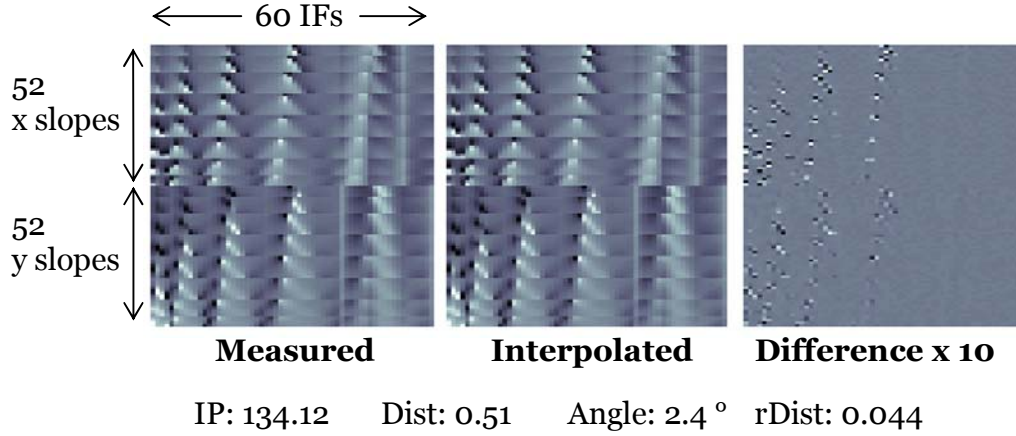 60 IFs
52
x slopes
52
y slopes
Measured Interpolated Difference x 10
IP: 134.12 Dist: 0.51 Angle: 2.4 º rDist: 0.044